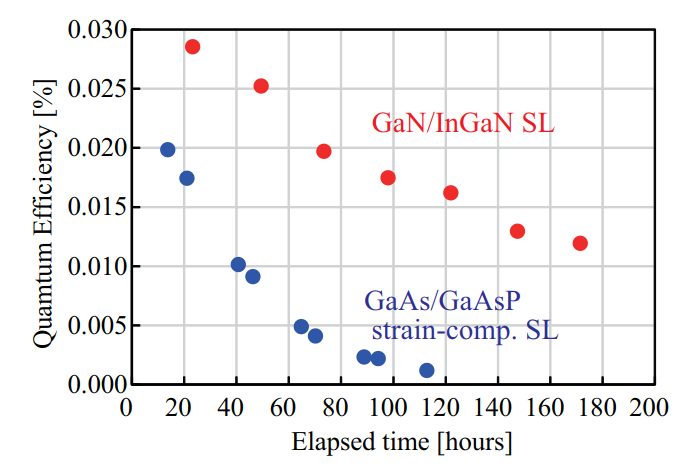 0.030
0.025
0.020
0.015
0.010
0.005
0.000
Quamtum Efficiency [%]
GaN/InGaN SL
GaAs/GaAsP
strain-comp. SL
0 20 40 60 80 100 120 140 160 180 200
Elapsed time [hours]